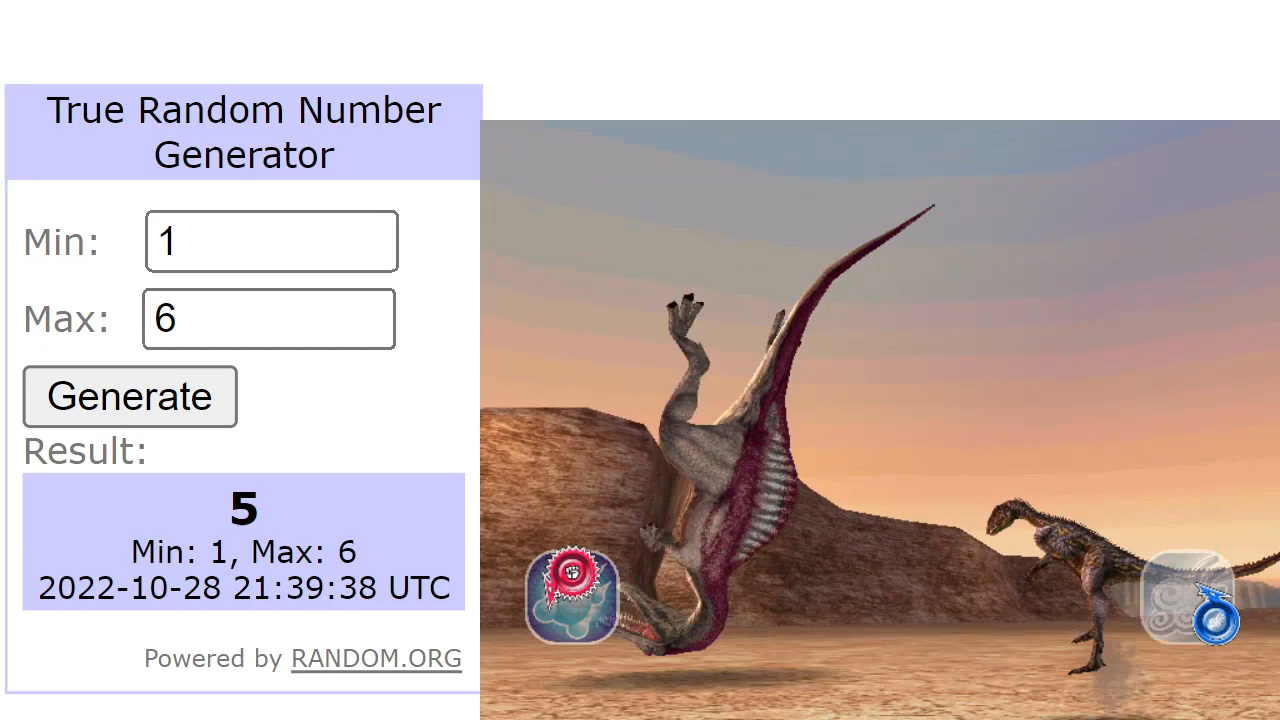 True Random Number
Generator
Min: 1
Max: 6
Generate
Result:
5
Min: 1, Max: 6
2022-10-28 21:39:38 UTC
Powered by RANDOM.ORG